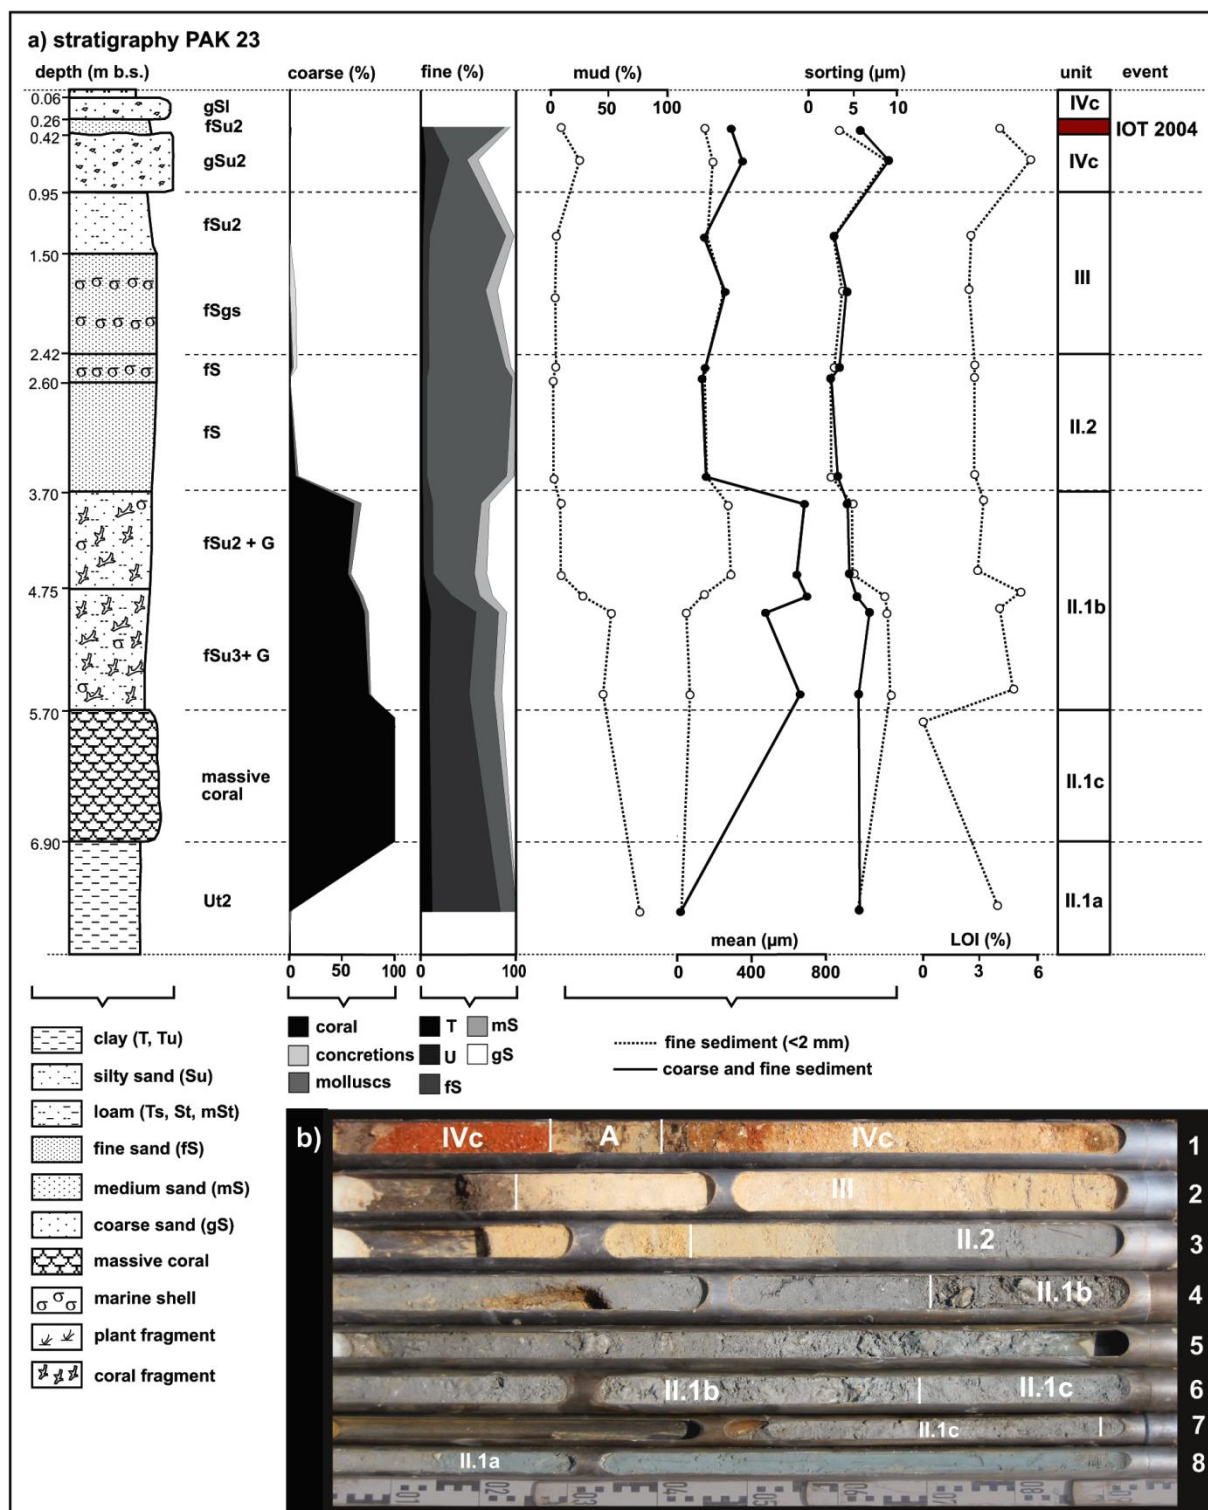 a) stratigraphy PAK 23
depth (m b.s.) coarse (%) fine (%) mud (%) sorting (µm) unit event
0 50 100 0 5 10
0.06 gSl IVc
0.26 fSu2 IOT 2004
0.42 gSu2 IVc
0.95
fSu2
1.50 III
fSgs
2.42
fS
2.60
fS II.2
3.70
fSu2 + G
4.75 II.1b
fSu3+ G
5.70
massive
coral II.1c
6.90
Ut2 II.1a
mean (µm) LOI (%)
0 50 100 0 100 0 400 800 0 3 6
coral T mS
concretions U gS
molluscs fS
fine sediment (<2 mm)
coarse and fine sediment
clay (T, Tu)
silty sand (Su)
loam (Ts, St, mSt)
fine sand (fS)
medium sand (mS)
coarse sand (gS)
massive coral
marine shell
plant fragment
coral fragment
b) IVc A IVc 1
III 2
II.2 3
II.1b 4
5
II.1b II.1c 6
II.1c 7
II.1a 8